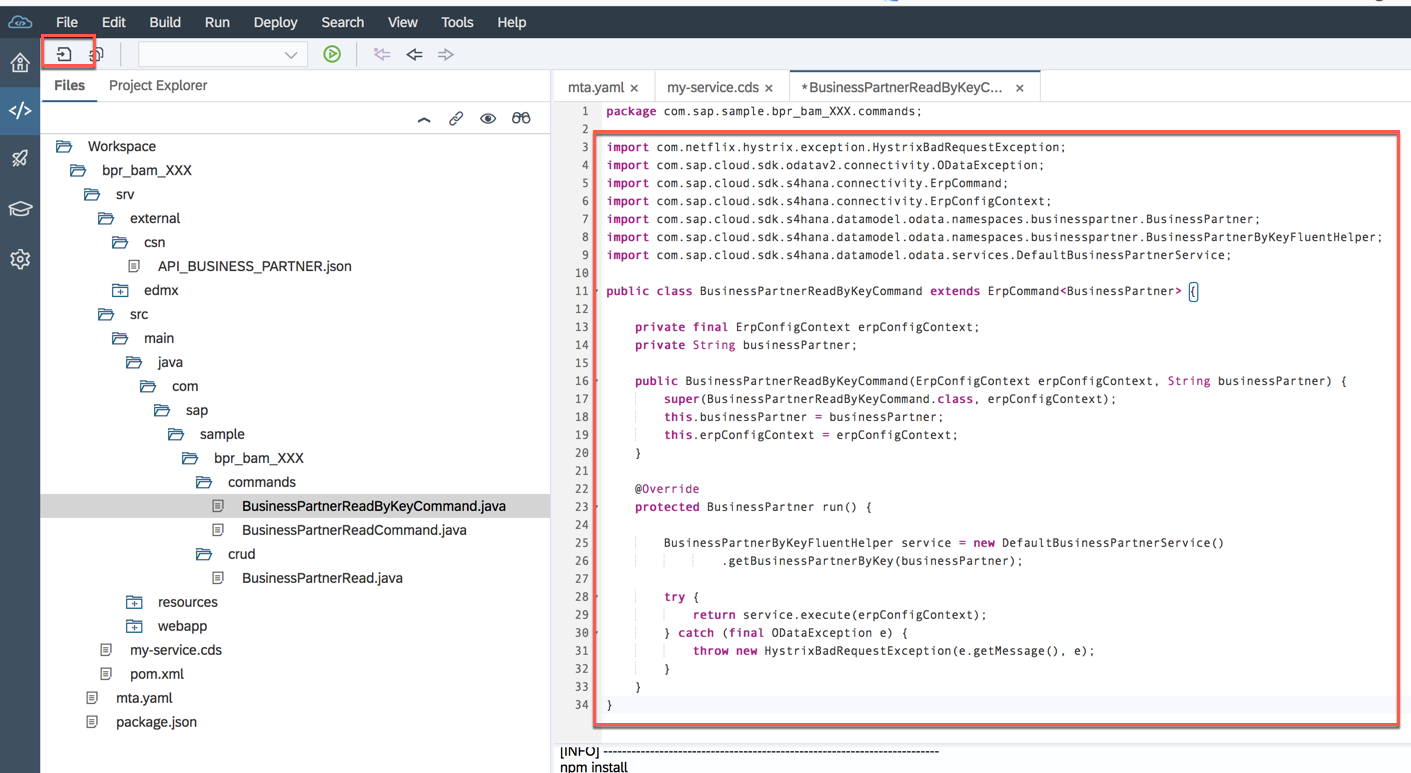 File Edit Build Run Deploy Search View Tools Help
Files Project Explorer
Workspace
bpr_bam_XXX
srv
external
csn
API_BUSINESS_PARTNER.json
edmx
src
main
java
com
sap
sample
bpr_bam_XXX
commands
BusinessPartnerReadByKeyCommand.java
BusinessPartnerReadCommand.java
crud
BusinessPartnerRead.java
resources
webapp
my-service.cds
pom.xml
mta.yaml
package.json
mta.yaml × my-service.cds × *BusinessPartnerReadByKeyC... ×
1 package com.sap.sample.bpr_bam_XXX.commands;
2
3 import com.netflix.hystrix.exception.HystrixBadRequestException;
4 import com.sap.cloud.sdk.odatav2.connectivity.ODataException;
5 import com.sap.cloud.sdk.s4hana.connectivity.ErpCommand;
6 import com.sap.cloud.sdk.s4hana.connectivity.ErpConfigContext;
7 import com.sap.cloud.sdk.s4hana.datamodel.odata.namespaces.businesspartner.BusinessPartner;
8 import com.sap.cloud.sdk.s4hana.datamodel.odata.namespaces.businesspartner.BusinessPartnerByKeyFluentHelper;
9 import com.sap.cloud.sdk.s4hana.datamodel.odata.services.DefaultBusinessPartnerService;
10
11 public class BusinessPartnerReadByKeyCommand extends ErpCommand<BusinessPartner> {
12
13 private final ErpConfigContext erpConfigContext;
14 private String businessPartner;
15
16 public BusinessPartnerReadByKeyCommand(ErpConfigContext erpConfigContext, String businessPartner) {
17 super(BusinessPartnerReadByKeyCommand.class, erpConfigContext);
18 this.businessPartner = businessPartner;
19 this.erpConfigContext = erpConfigContext;
20 }
21
22 @Override
23 protected BusinessPartner run() {
24
25 BusinessPartnerByKeyFluentHelper service = new DefaultBusinessPartnerService()
26 .getBusinessPartnerByKey(businessPartner);
27
28 try {
29 return service.execute(erpConfigContext);
30 } catch (final ODataException e) {
31 throw new HystrixBadRequestException(e.getMessage(), e);
32 }
33 }
34 }
[INFO] ------------------------------------------------------------------------
npm install